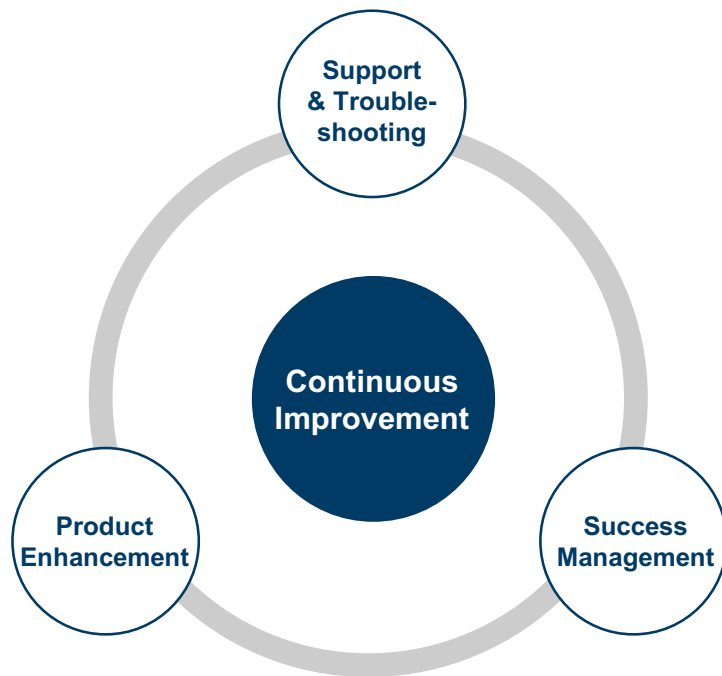 Support
& Trouble-
shooting
Continuous
Improvement
Product
Enhancement
Success
Management